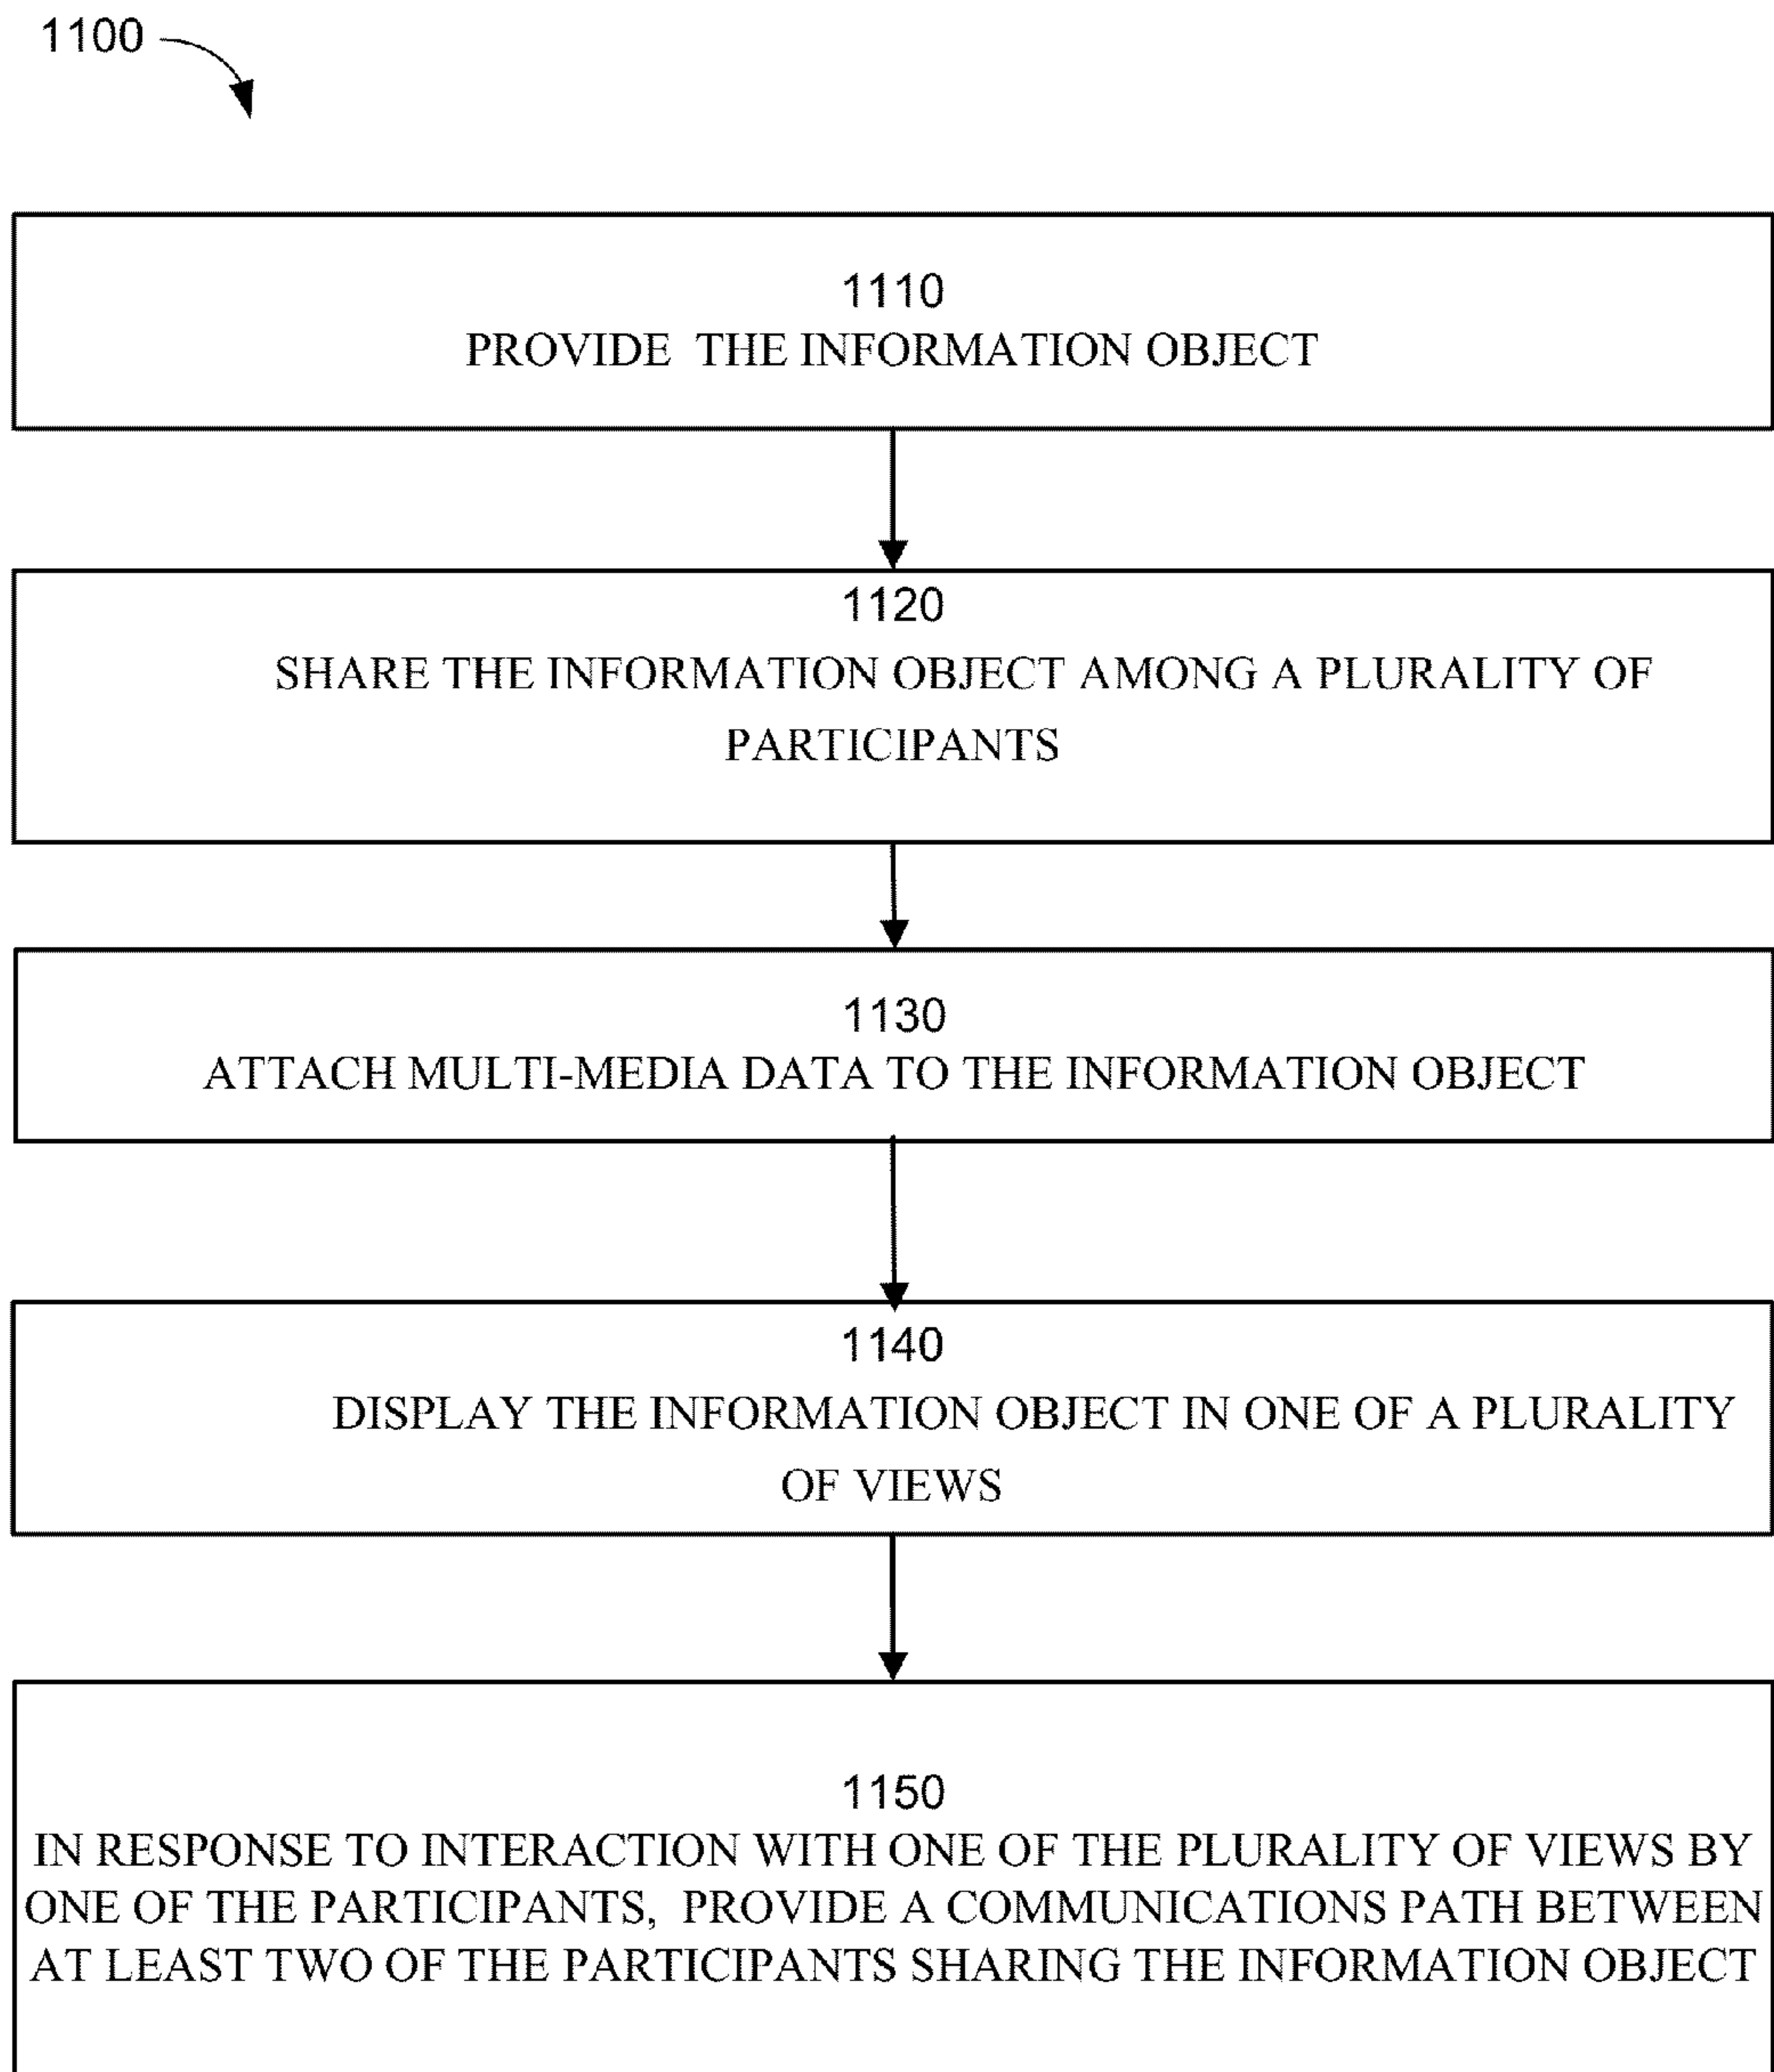 1100
1110
PROVIDE THE INFORMATION OBJECT
1120
SHARE THE INFORMATION OBJECT AMONG A PLURALITY OF
PARTICIPANTS
1130
ATTACH MULTI-MEDIA DATA TO THE INFORMATION OBJECT
1140
DISPLAY THE INFORMATION OBJECT IN ONE OF A PLURALITY
OF VIEWS
1150
IN RESPONSE TO INTERACTION WITH ONE OF THE PLURALITY OF VIEWS BY
ONE OF THE PARTICIPANTS, PROVIDE A COMMUNICATIONS PATH BETWEEN
AT LEAST TWO OF THE PARTICIPANTS SHARING THE INFORMATION OBJECT